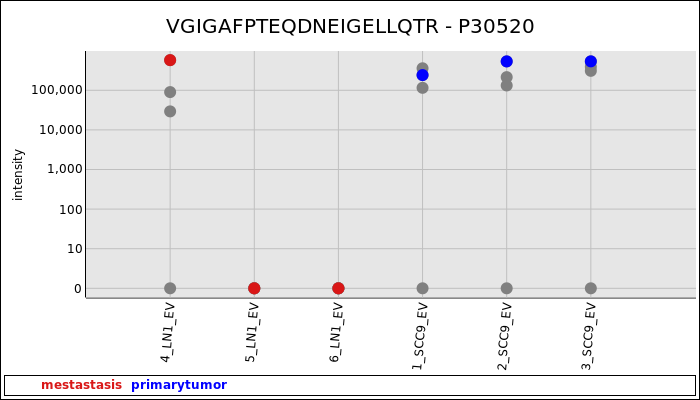 VGIGAFPTEQDNEIGELLQTR - P30520
intensity
100,000
10,000
1,000
100
10
0
4_LN1_EV
5_LN1_EV
6_LN1_EV
1_SCC9_EV
2_SCC9_EV
3_SCC9_EV
mestastasis primarytumor